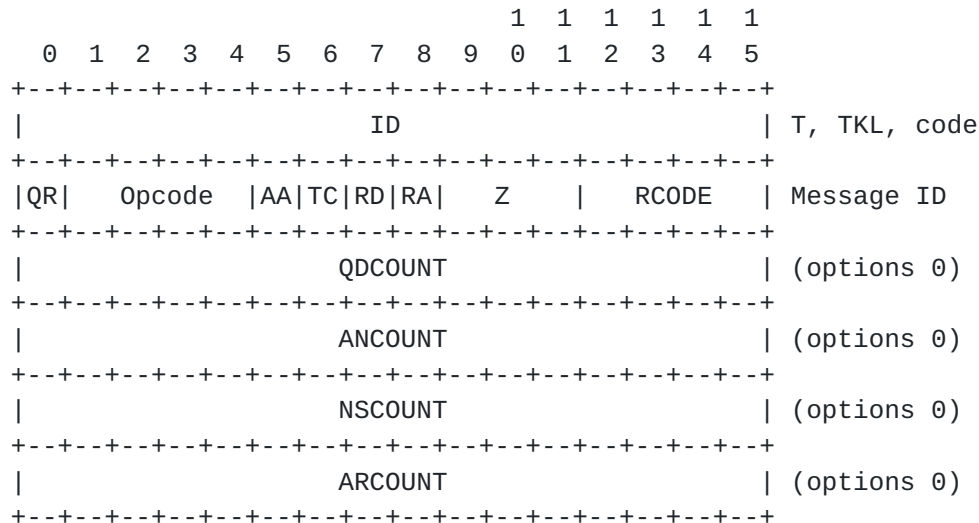 1  1  1  1  1  1
  0  1  2  3  4  5  6  7  8  9  0  1  2  3  4  5
+--+--+--+--+--+--+--+--+--+--+--+--+--+--+--+--+
|                      ID                       | T, TKL, code
+--+--+--+--+--+--+--+--+--+--+--+--+--+--+--+--+
|QR|   Opcode  |AA|TC|RD|RA|   Z    |   RCODE   | Message ID
+--+--+--+--+--+--+--+--+--+--+--+--+--+--+--+--+
|                    QDCOUNT                    | (options 0)
+--+--+--+--+--+--+--+--+--+--+--+--+--+--+--+--+
|                    ANCOUNT                    | (options 0)
+--+--+--+--+--+--+--+--+--+--+--+--+--+--+--+--+
|                    NSCOUNT                    | (options 0)
+--+--+--+--+--+--+--+--+--+--+--+--+--+--+--+--+
|                    ARCOUNT                    | (options 0)
+--+--+--+--+--+--+--+--+--+--+--+--+--+--+--+--+